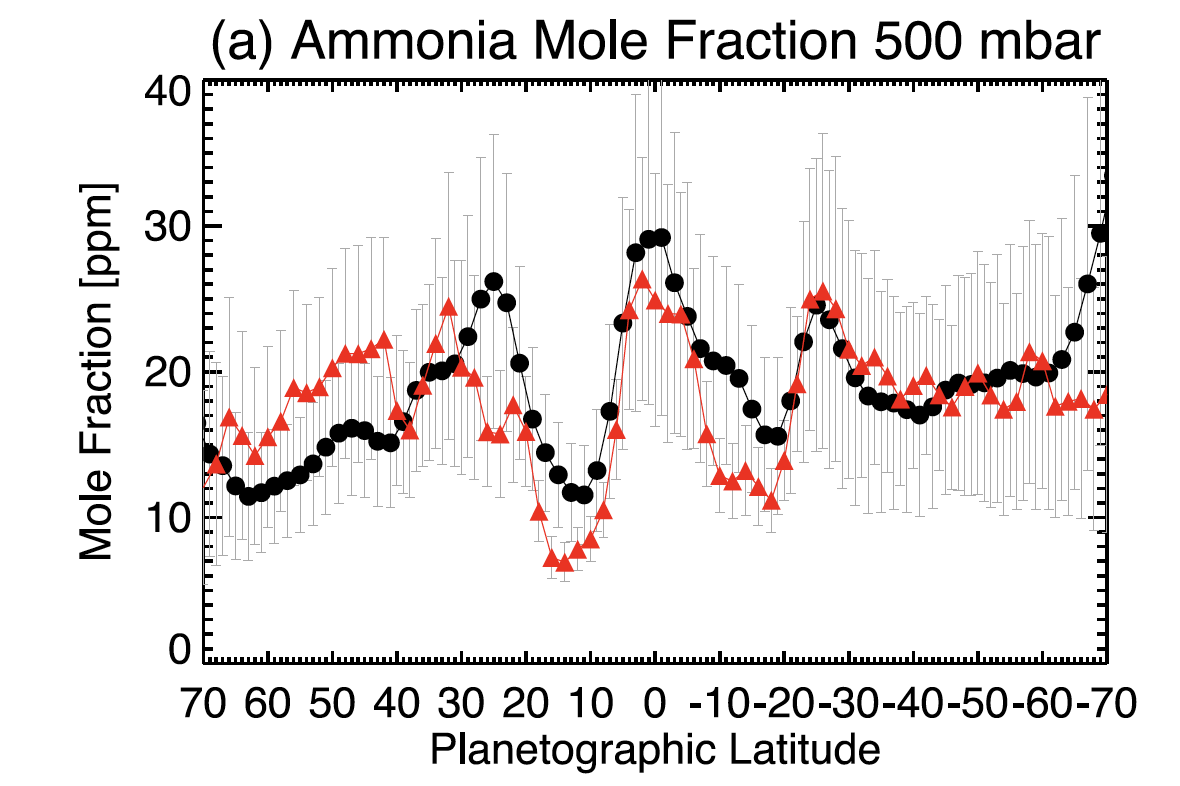 (a) Ammonia Mole Fraction 500 mbar
40
30
20
10
0
Mole Fraction [ppm]
70 60 50 40 30 20 10 0 -10 -20 -30 -40 -50 -60 -70
Planetographic Latitude